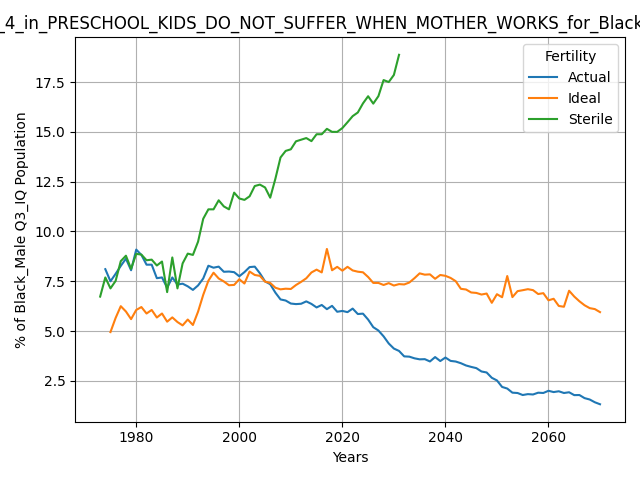 _4_in_PRESCHOOL_KIDS_DO_NOT_SUFFER_WHEN_MOTHER_WORKS_for_Black
Fertility
Actual
Ideal
Sterile
% of Black_Male Q3_IQ Population
17.5
15.0
12.5
10.0
7.5
5.0
2.5
1980
2000
2020
2040
2060
Years